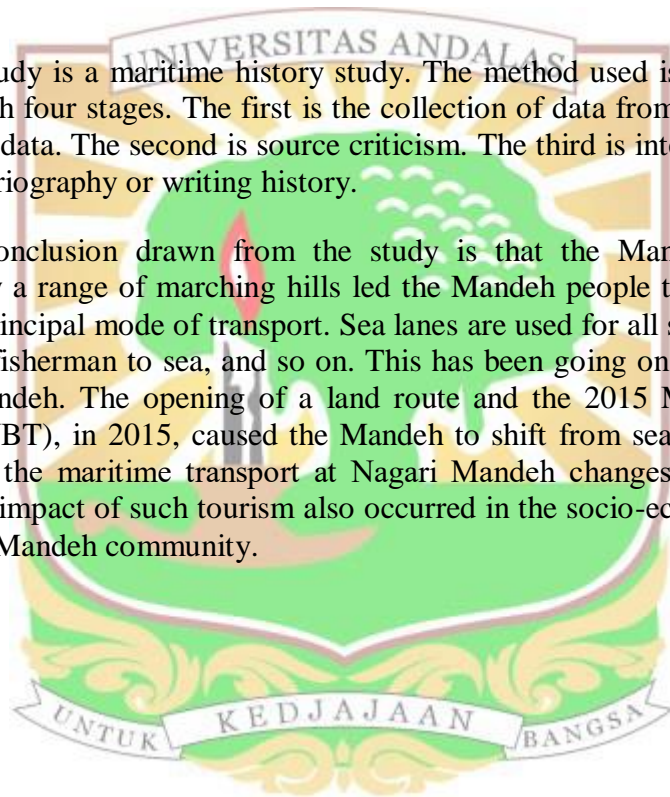 UNIVERSITAS ANDALAS
udy is a maritime history study. The method used is
h four stages. The first is the collection of data from
data. The second is source criticism. The third is int
riography or writing history.
onclusion drawn from the study is that the Man
y a range of marching hills led the Mandeh people t
incipal mode of transport. Sea lanes are used for all s
fisherman to sea, and so on. This has been going on
ndeh. The opening of a land route and the 2015 M
BT), in 2015, caused the Mandeh to shift from sea
the maritime transport at Nagari Mandeh changes
impact of such tourism also occurred in the socio-ec
Mandeh community.
UNTUK KEDJAJAAN BANGSA